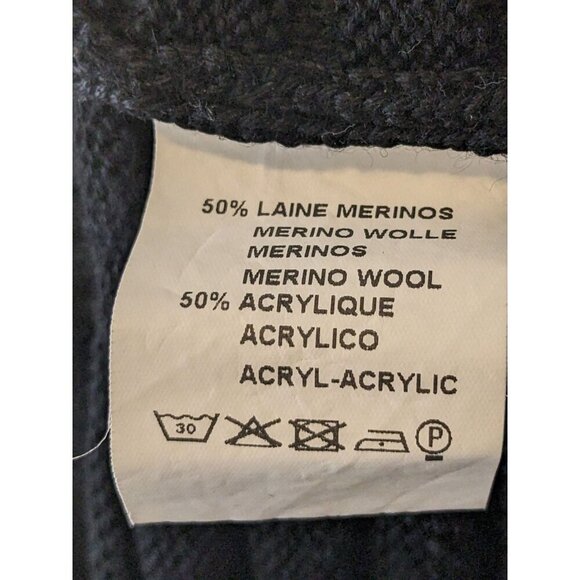 50% LAINE MERINOS
MERINO WOLLE
MERINOS
MERINO WOOL
50% ACRYLIQUE
ACRYLICO
ACRYL-ACRYLIC
30 P